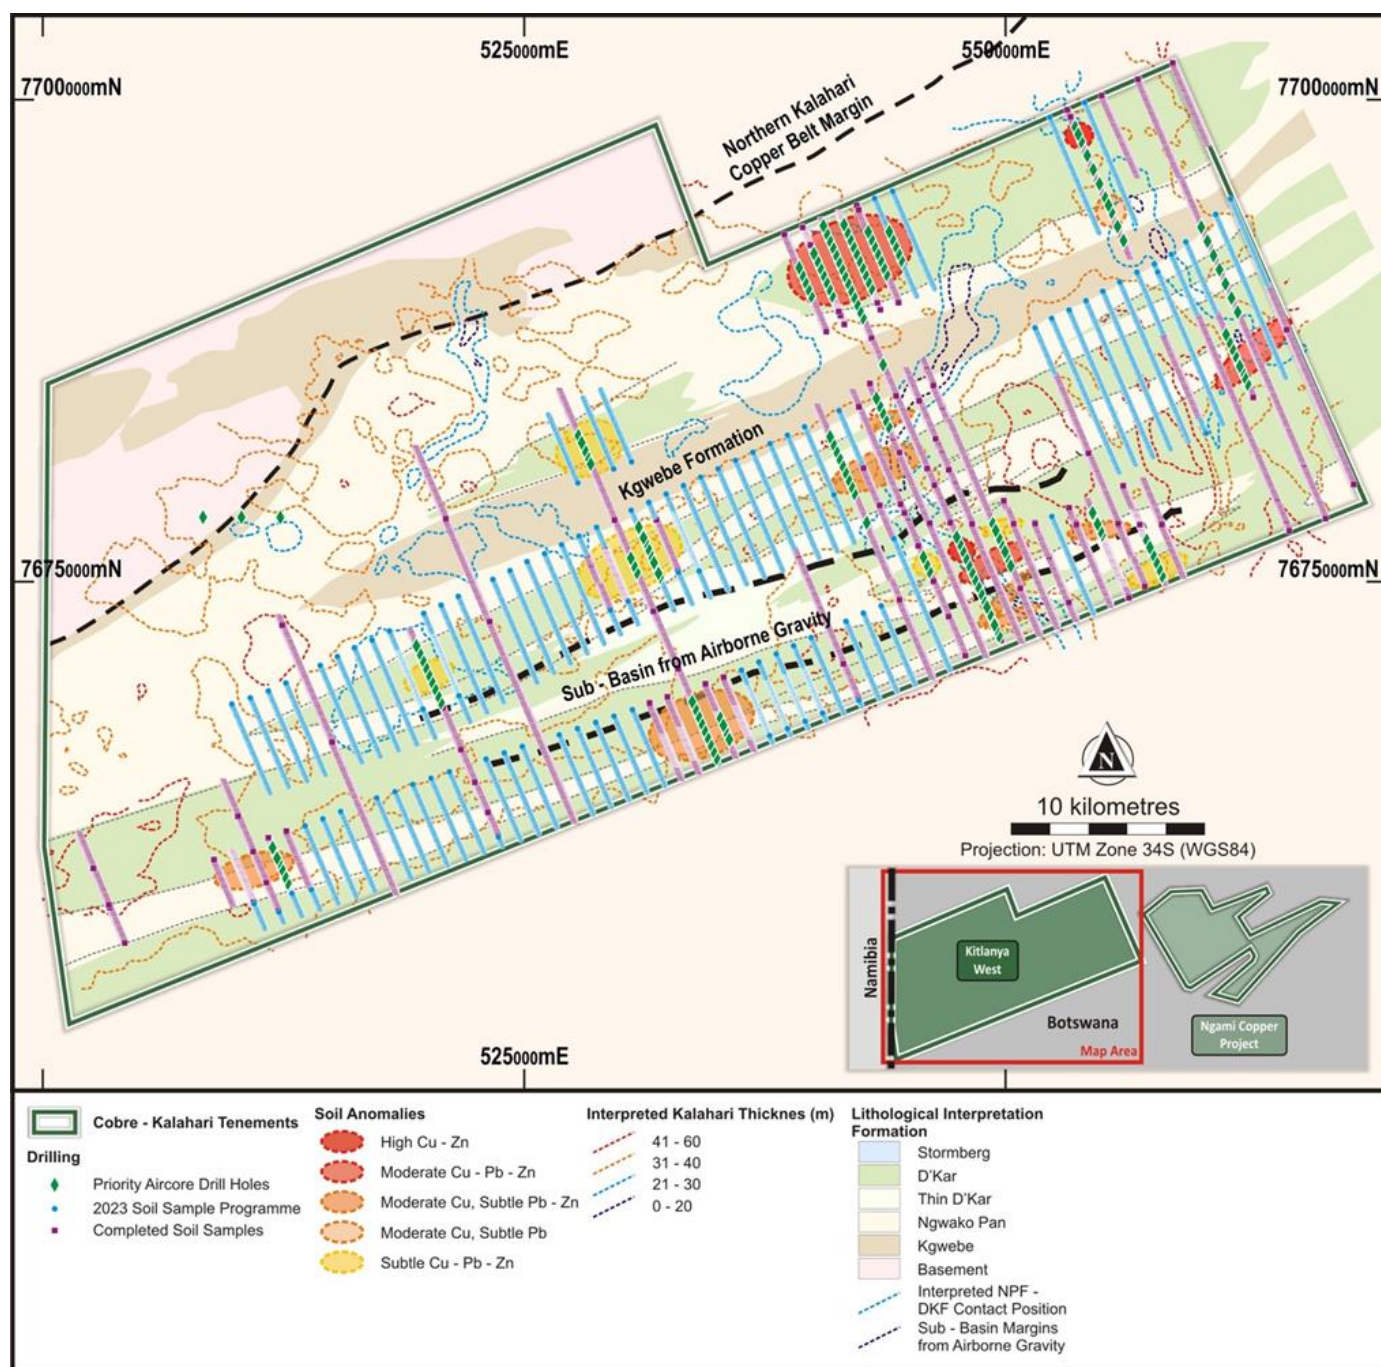 525000mE
550000mE
7700000mN
7700000mN
Northern Kalahari
Copper Belt Margin
Kgwebe Formation
7675000mN
7675000mN
Sub - Basin from Airborne Gravity
N
10 kilometres
Projection: UTM Zone 34S (WGS84)
Namibia
Kitlanya
West
Botswana
Map Area
Ngami Copper
Project
525000mE
Cobre - Kalahari Tenements
Drilling
Priority Aircore Drill Holes
2023 Soil Sample Programme
Completed Soil Samples
Soil Anomalies
High Cu - Zn
Moderate Cu - Pb - Zn
Moderate Cu, Subtle Pb - Zn
Moderate Cu, Subtle Pb
Subtle Cu - Pb - Zn
Interpreted Kalahari Thicknes (m)
41 - 60
31 - 40
21 - 30
0 - 20
Lithological Interpretation
Formation
Stormberg
D'Kar
Thin D'Kar
Ngwako Pan
Kgwebe
Basement
Interpreted NPF -
DKF Contact Position
Sub - Basin Margins
from Airborne Gravity